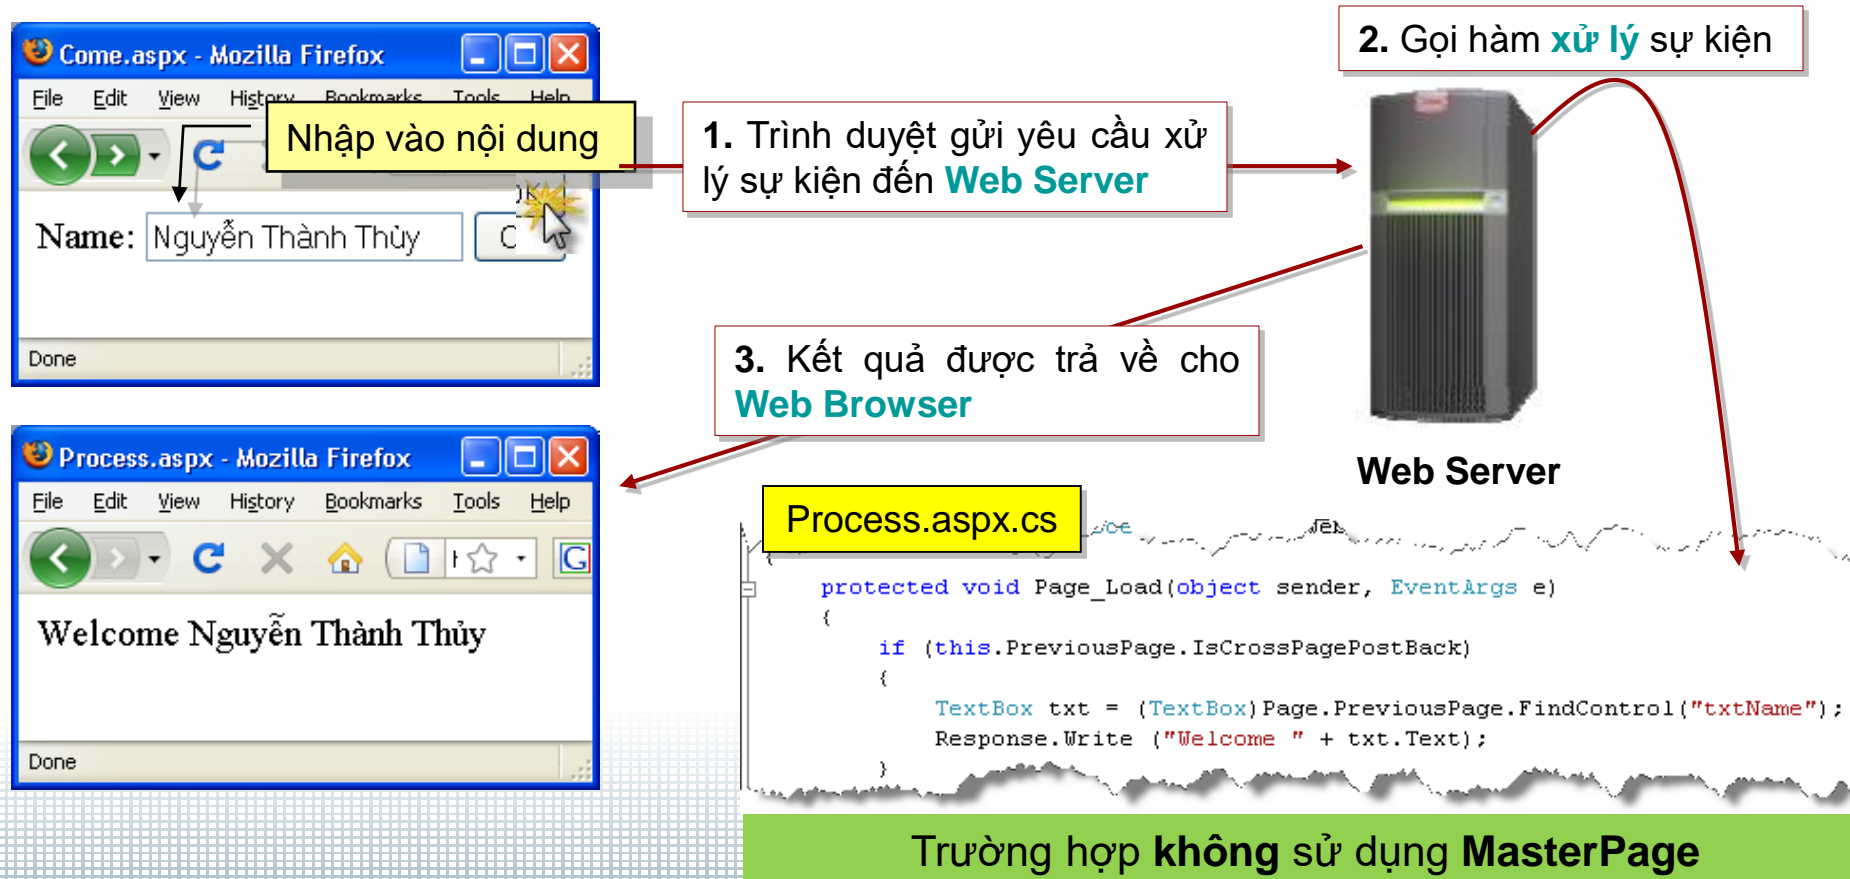 Come.aspx - Mozilla Firefox
File Edit View History Bookmarks Tools Help
Nhập vào nội dung
Name: Nguyễn Thành Thủy
Done
1. Trình duyệt gửi yêu cầu xử
lý sự kiện đến Web Server
2. Gọi hàm xử lý sự kiện
3. Kết quả được trả về cho
Web Browser
Web Server
Process.aspx - Mozilla Firefox
File Edit View History Bookmarks Tools Help
G
Welcome Nguyễn Thành Thủy
Done
Process.aspx.cs
protected void Page_Load(object sender, EventArgs e)
{
if (this.PreviousPage.IsCrossPagePostBack)
{
TextBox txt = (TextBox)Page.PreviousPage.FindControl("txtName");
Response.Write ("Welcome " + txt.Text);
}
Trường hợp không sử dụng MasterPage